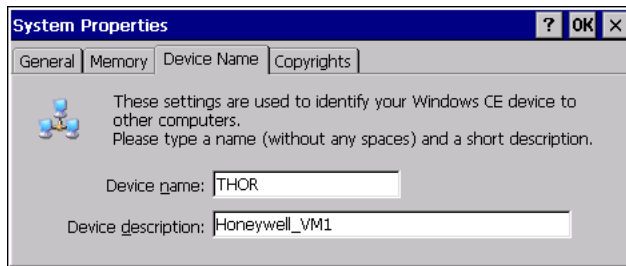 System Properties ? OK ×
General Memory Device Name Copyrights
These settings are used to identify your Windows CE device to
other computers.
Please type a name (without any spaces) and a short description.
Device name: THOR
Device description: Honeywell_VM1